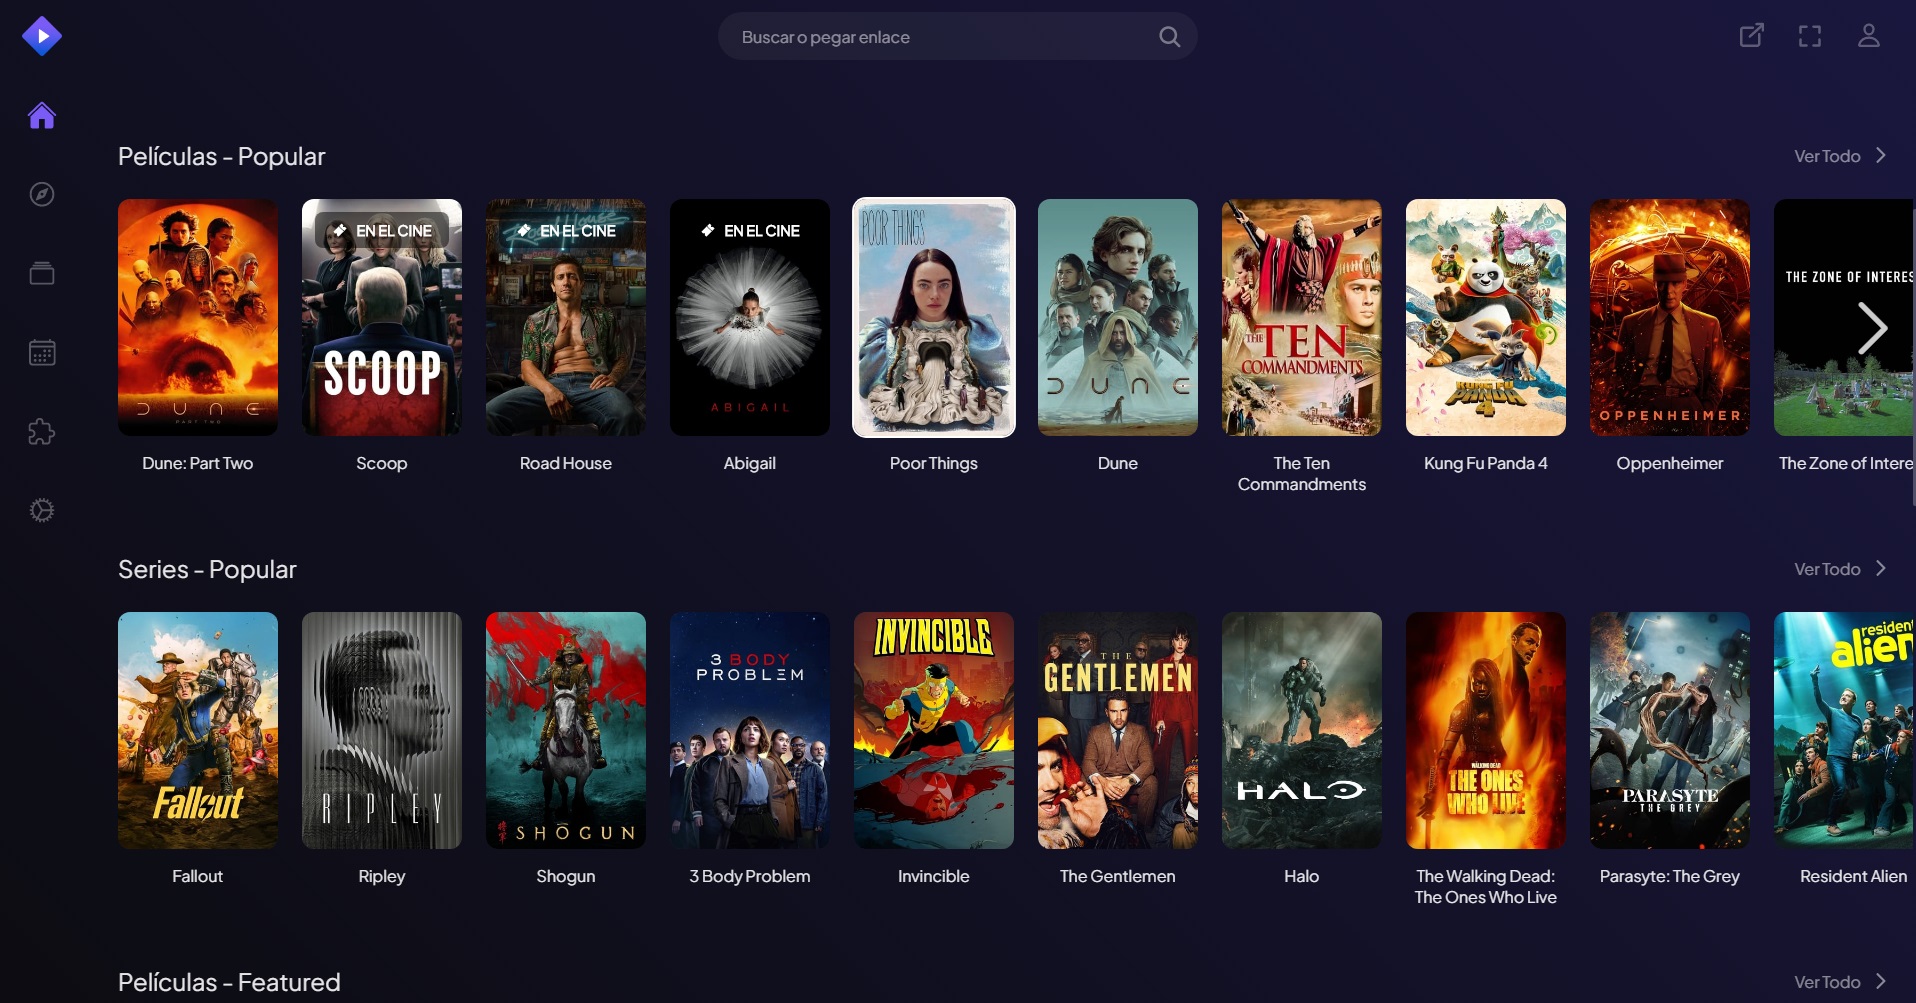 Buscar o pegar enlace
Películas - Popular
Ver Todo
DUNE
PART TWO
EN EL CINE
SCOOP
EN EL CINE
Road House
EN EL CINE
ABIGAIL
POOR THINGS
DUNE
THE TEN
COMMANDMENTS
KUNG FU
PANDA
4
OPPENHEIMER
THE ZONE OF INTERES
Dune: Part Two
Scoop
Road House
Abigail
Poor Things
Dune
The Ten
Commandments
Kung Fu Panda 4
Oppenheimer
The Zone of Intere
Series - Popular
Ver Todo
Fallout
RIPLEY
SHŌGUN
3 BODY
PROBLEM
INVINCIBLE
THE
GENTLEMEN
HALO
THE WALKING DEAD
THE ONES
WHO LIVE
PARASYTE
THE GREY
resident
alien
Fallout
Ripley
Shogun
3 Body Problem
Invincible
The Gentlemen
Halo
The Walking Dead:
The Ones Who Live
Parasyte: The Grey
Resident Alien
Películas - Featured
Ver Todo